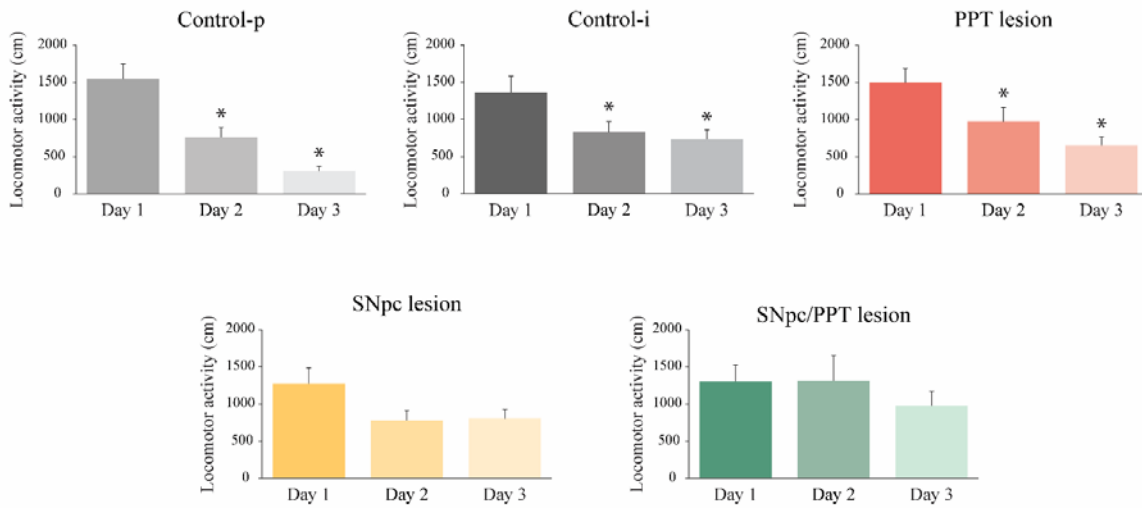 Control-p
Locomotor activity (cm)
2000
1500
1000
500
0
*
*
Day 1 Day 2 Day 3
Control-i
Locomotor activity (cm)
2000
1500
1000
500
0
*
*
Day 1 Day 2 Day 3
PPT lesion
Locomotor activity (cm)
2000
1500
1000
500
0
*
*
Day 1 Day 2 Day 3
SNpc lesion
Locomotor activity (cm)
2000
1500
1000
500
0
Day 1 Day 2 Day 3
SNpc/PPT lesion
Locomotor activity (cm)
2000
1500
1000
500
0
Day 1 Day 2 Day 3